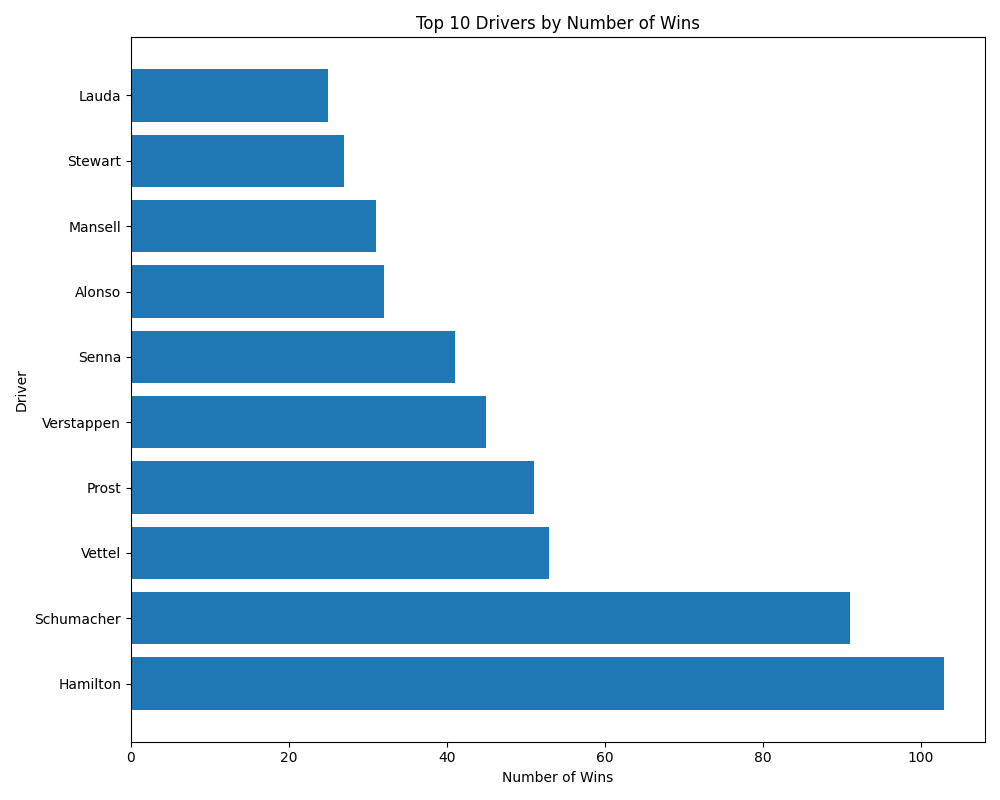 Top 10 Drivers by Number of Wins
Lauda
Stewart
Mansell
Alonso
Senna
Verstappen
Prost
Vettel
Schumacher
Hamilton
Driver
0 20 40 60 80 100
Number of Wins